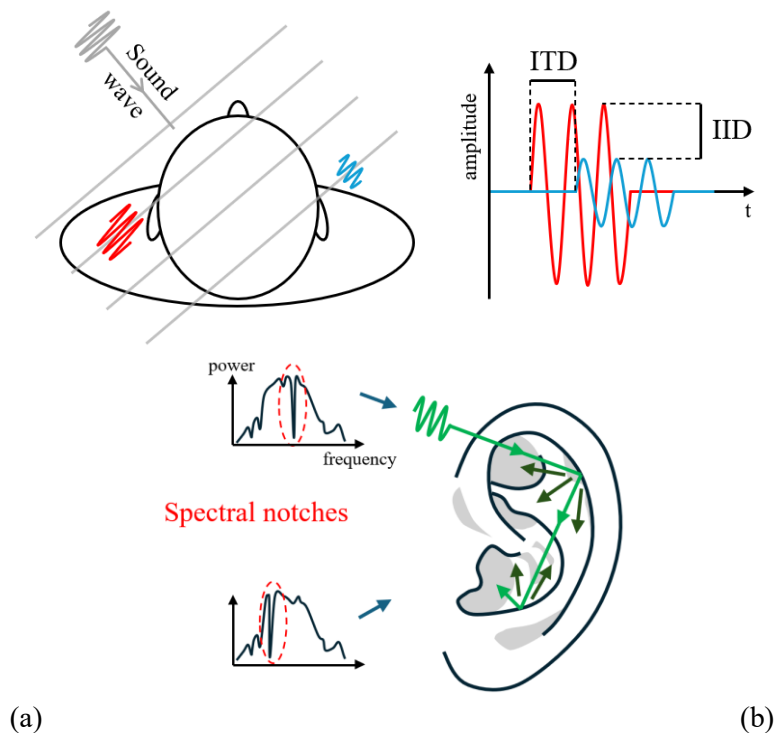 Sound
wave
ITD
IID
amplitude
t
power
frequency
Spectral notches
(a)
(b)